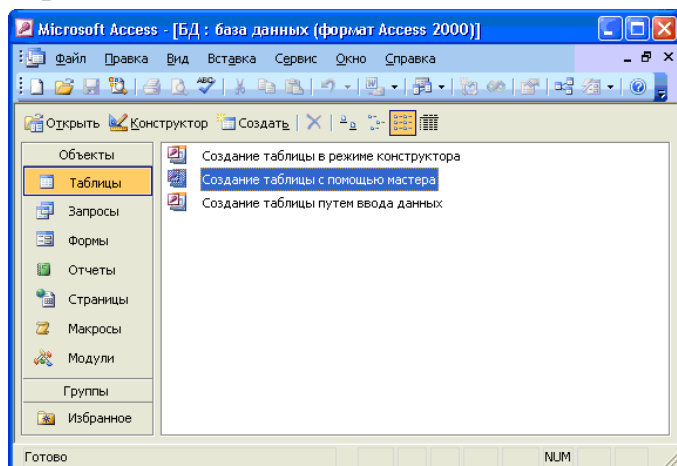 Microsoft Access - [БД : база данных (формат Access 2000)]
Файл Правка Вид Вставка Сервис Окно Справка
Открыть Конструктор Создать
Объекты
Таблицы
Запросы
Формы
Отчеты
Страницы
Макросы
Модули
Группы
Избранное
Создание таблицы в режиме конструктора
Создание таблицы с помощью мастера
Создание таблицы путем ввода данных
Готово NUM